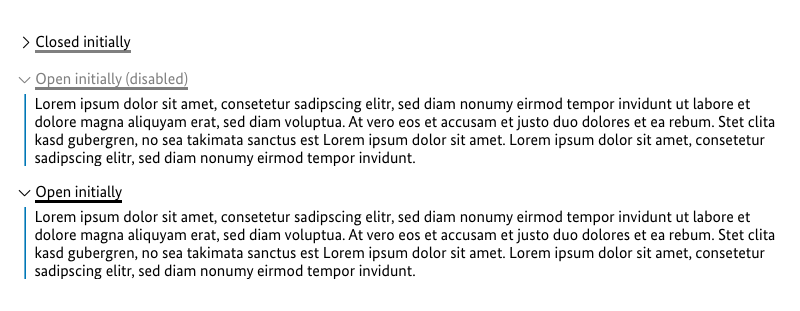 Closed initially
Open initially (disabled)
Lorem ipsum dolor sit amet, consetetur sadipscing elitr, sed diam nonumy eirmod tempor invidunt ut labore et
dolore magna aliquyam erat, sed diam voluptua. At vero eos et accusam et justo duo dolores et ea rebum. Stet clita
kasd gubergren, no sea takimata sanctus est Lorem ipsum dolor sit amet. Lorem ipsum dolor sit amet, consetetur
sadipscing elitr, sed diam nonumy eirmod tempor invidunt.
Open initially
Lorem ipsum dolor sit amet, consetetur sadipscing elitr, sed diam nonumy eirmod tempor invidunt ut labore et
dolore magna aliquyam erat, sed diam voluptua. At vero eos et accusam et justo duo dolores et ea rebum. Stet clita
kasd gubergren, no sea takimata sanctus est Lorem ipsum dolor sit amet. Lorem ipsum dolor sit amet, consetetur
sadipscing elitr, sed diam nonumy eirmod tempor invidunt.